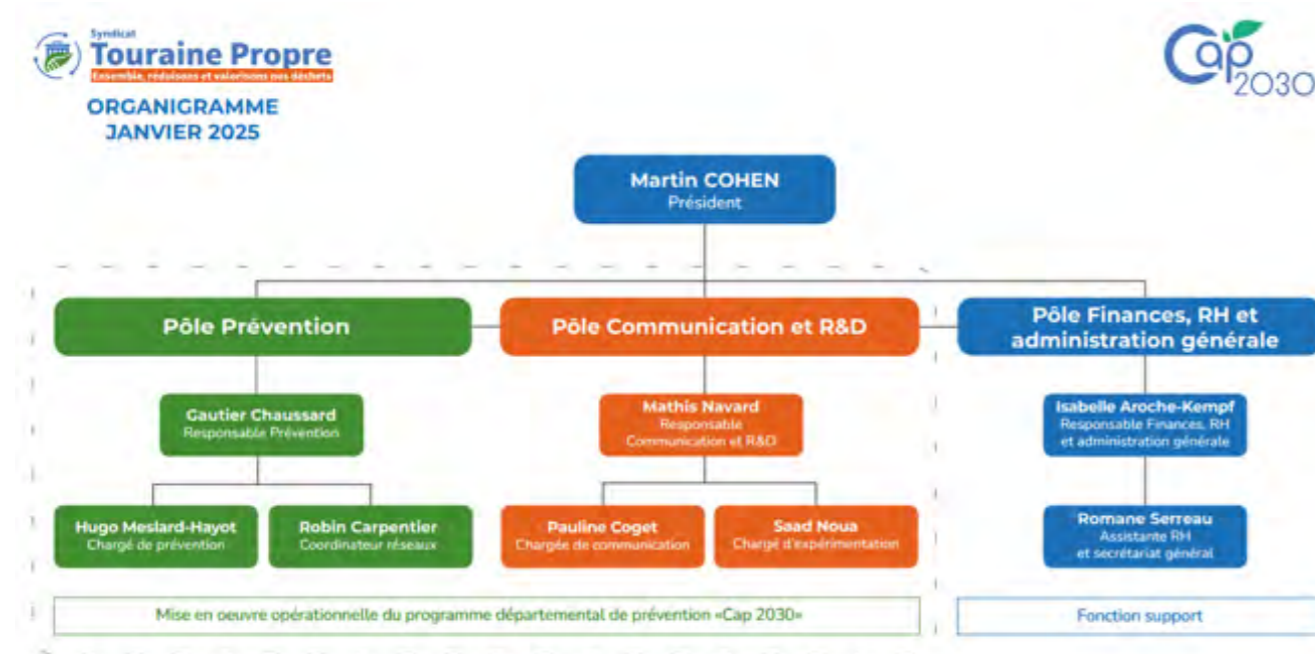 Syndicat
Touraine Propre
Ensemble, réduisons et valorisons nos déchets
ORGANIGRAMME
JANVIER 2025
Cap
2030
Martin COHEN
Président
Pôle Prévention
Pôle Communication et R&D
Pôle Finances, RH et
administration générale
Gautier Chaussard
Responsable Prévention
Mathis Navard
Responsable
Communication et R&D
Isabelle Aroche-Kempf
Responsable Finances, RH
et administration générale
Hugo Meslard-Hayot
Chargé de prévention
Robin Carpentier
Coordinateur réseaux
Pauline Coget
Chargée de communication
Saad Noua
Chargé d'expérimentation
Romane Serreau
Assistante RH
et secrétariat général
Mise en oeuvre opérationnelle du programme départemental de prévention «Cap 2030»
Fonction support